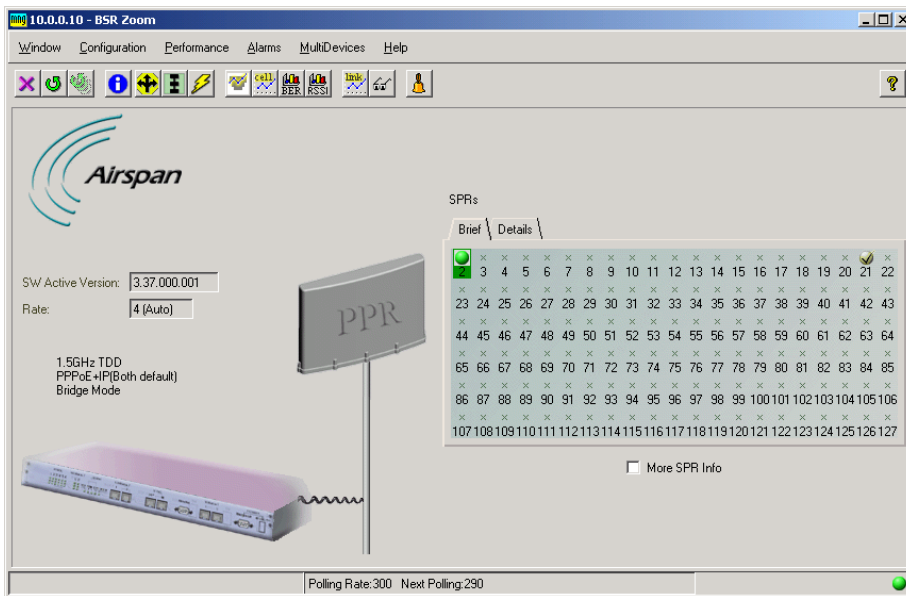 10.0.0.10 - BSR Zoom
Window Configuration Performance Alarms MultiDevices Help
cell BER RSSI link
Airspan
SPRs
Brief Details
2 3 4 5 6 7 8 9 10 11 12 13 14 15 16 17 18 19 20 21 22
SW Active Version: 3.37.000.001
23 24 25 26 27 28 29 30 31 32 33 34 35 36 37 38 39 40 41 42 43
Rate: 4 (Auto)
PPR
44 45 46 47 48 49 50 51 52 53 54 55 56 57 58 59 60 61 62 63 64
1.5GHz TDD
65 66 67 68 69 70 71 72 73 74 75 76 77 78 79 80 81 82 83 84 85
PPPoE+IP(Both default)
Bridge Mode
86 87 88 89 90 91 92 93 94 95 96 97 98 99 100 101 102 103 104 105 106
107 108 109 110 111 112 113 114 115 116 117 118 119 120 121 122 123 124 125 126 127
More SPR Info
Polling Rate:300 Next Polling:290